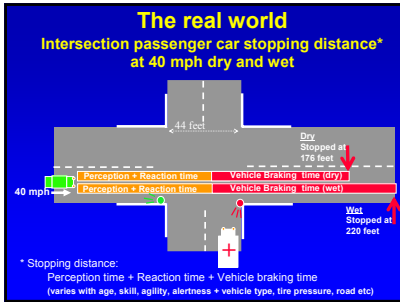 The real world
Intersection passenger car stopping distance*
at 40 mph dry and wet
44 feet
Dry
Stopped at
176 feet
Perception + Reaction time
Vehicle Braking time (dry)
40 mph
Perception + Reaction time
Vehicle Braking time (wet)
Wet
Stopped at
220 feet
* Stopping distance:
Perception time + Reaction time + Vehicle braking time
(varies with age, skill, agility, alertness + vehicle type, tire pressure, road etc)